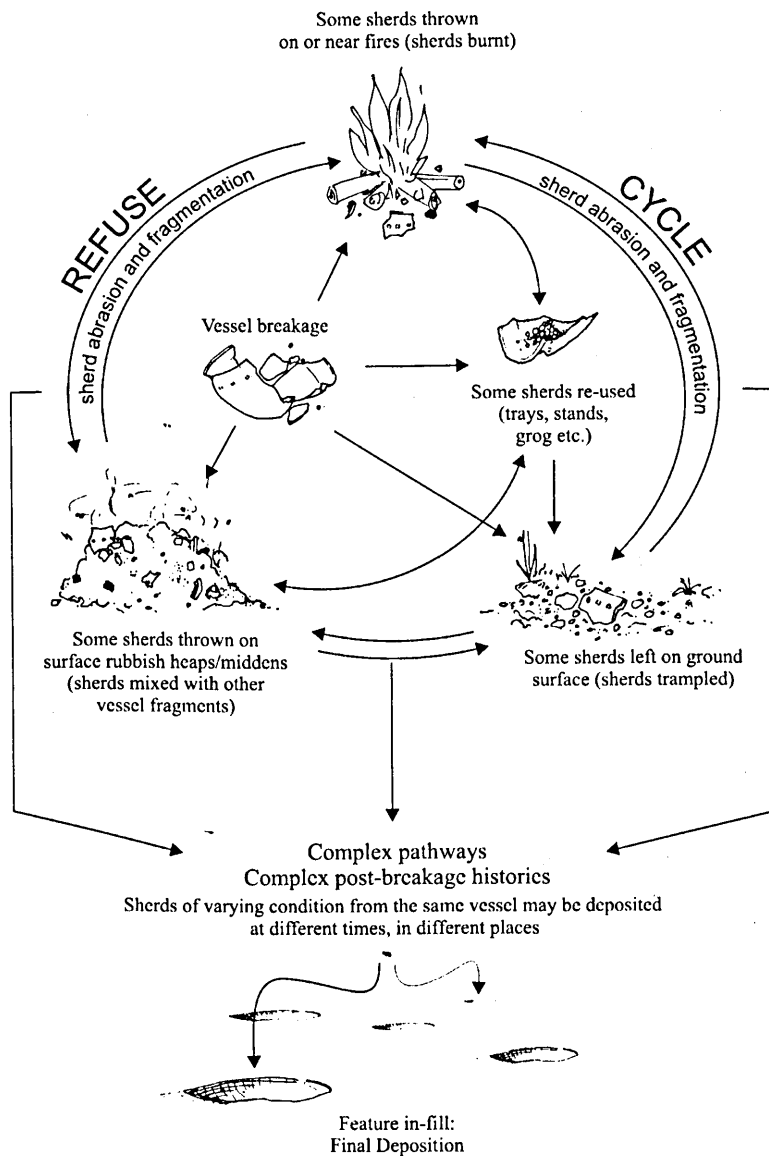 Some sherds thrown
on or near fires (sherds burnt)
REFUSE
sherd abrasion and fragmentation
CYCLE
sherd abrasion and fragmentation
Vessel breakage
Some sherds re-used
(trays, stands,
grog etc.)
Some sherds thrown on
surface rubbish heaps/middens
(sherds mixed with other
vessel fragments)
Some sherds left on ground
surface (sherds trampled)
Complex pathways
Complex post-breakage histories
Sherds of varying condition from the same vessel may be deposited
at different times, in different places
Feature in-fill:
Final Deposition